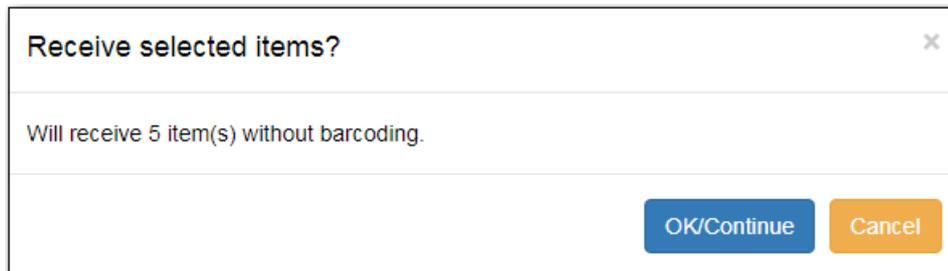 Receive selected items?
×
Will receive 5 item(s) without barcoding.
OK/Continue Cancel